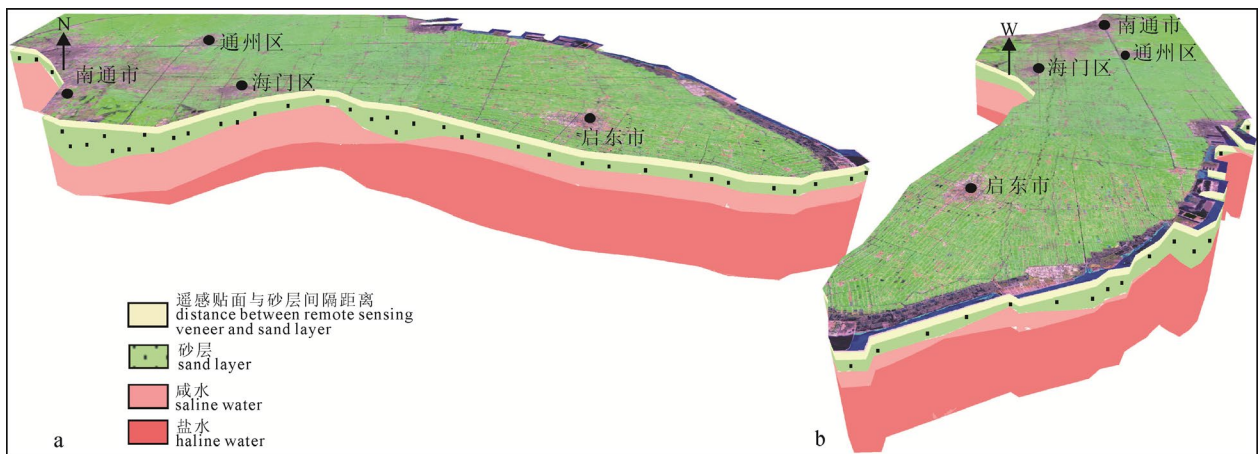 N
通州区
南通市
海门区
启东市
遥感贴面与砂层间隔距离
distance between remote sensing
veneer and sand layer
砂层
sand layer
咸水
saline water
盐水
haline water
a
W
南通市
通州区
海门区
启东市
b